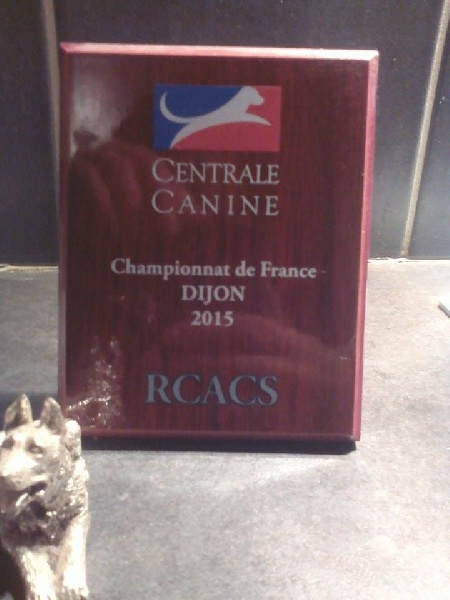 CENTRALE
CANINE
Championnat de France
DIJON
2015
RCACS